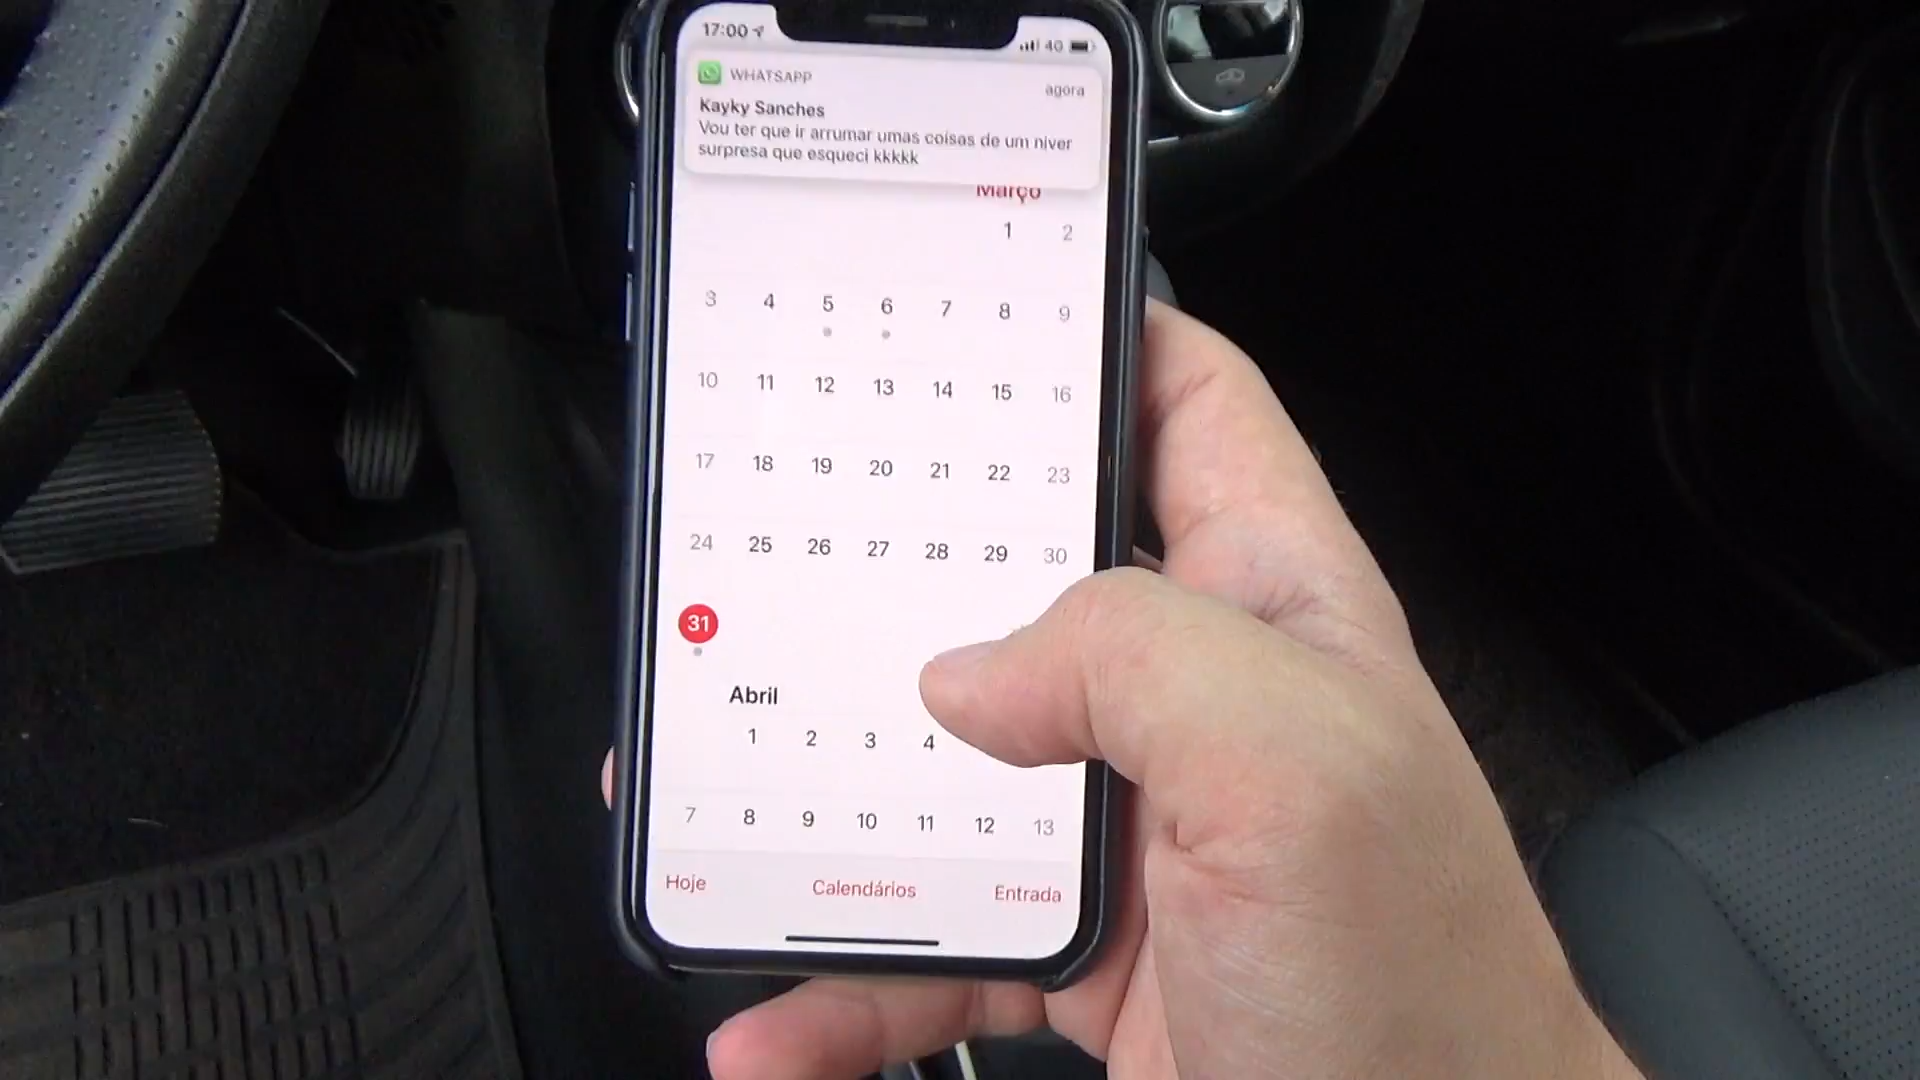 17:00
4G
WHATSAPP
agora
Kayky Sanches
Vou ter que ir arrumar umas coisas de um niver
surpresa que esqueci kkkkk
Março
1 2
3 4 5 6 7 8 9
10 11 12 13 14 15 16
17 18 19 20 21 22 23
24 25 26 27 28 29 30
31
Abril
1 2 3 4
7 8 9 10 11 12 13
Hoje Calendários Entrada